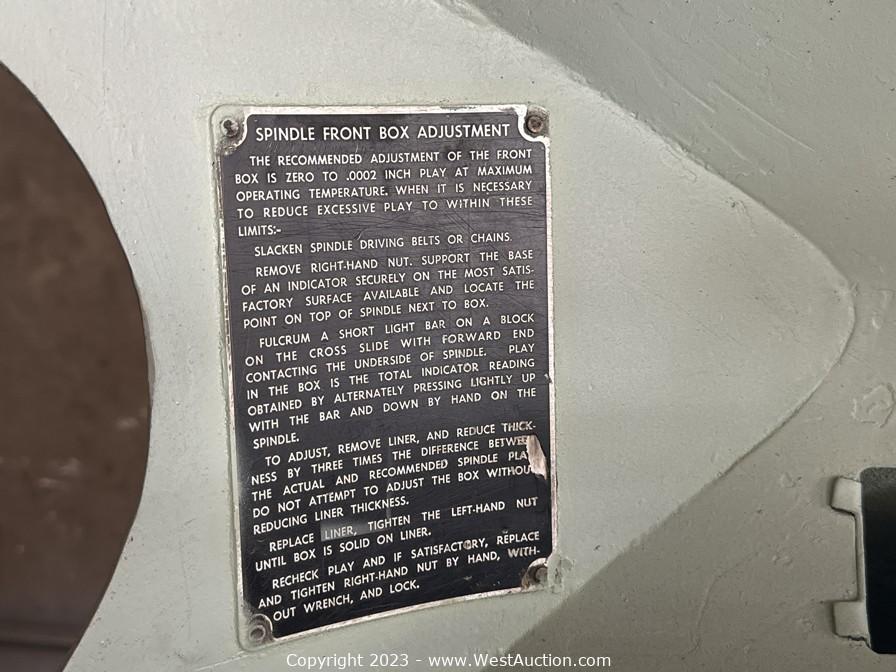 SPINDLE FRONT BOX ADJUSTMENT
THE RECOMMENDED ADJUSTMENT OF THE FRONT
BOX IS ZERO TO .0002 INCH PLAY AT MAXIMUM
OPERATING TEMPERATURE. WHEN IT IS NECESSARY
TO REDUCE EXCESSIVE PLAY TO WITHIN THESE
LIMITS:-
SLACKEN SPINDLE DRIVING BELTS OR CHAINS.
REMOVE RIGHT-HAND NUT. SUPPORT THE BASE
OF AN INDICATOR SECURELY ON THE MOST SATIS-
FACTORY SURFACE AVAILABLE AND LOCATE THE
POINT ON TOP OF SPINDLE NEXT TO BOX.
FULCRUM A SHORT LIGHT BAR ON A BLOCK
ON THE CROSS SLIDE WITH FORWARD END
CONTACTING THE UNDERSIDE OF SPINDLE. PLAY
IN THE BOX IS THE TOTAL INDICATOR READING
OBTAINED BY ALTERNATELY PRESSING LIGHTLY UP
WITH THE BAR AND DOWN BY HAND ON THE
SPINDLE.
TO ADJUST, REMOVE LINER, AND REDUCE THICK-
NESS BY THREE TIMES THE DIFFERENCE BETWEEN
THE ACTUAL AND RECOMMENDED SPINDLE PLAY
DO NOT ATTEMPT TO ADJUST THE BOX WITHOUT
REDUCING LINER THICKNESS.
REPLACE LINER, TIGHTEN THE LEFT-HAND NUT
UNTIL BOX IS SOLID ON LINER.
RECHECK PLAY AND IF SATISFACTORY, REPLACE
AND TIGHTEN RIGHT-HAND NUT BY HAND, WITH-
OUT WRENCH, AND LOCK.
Copyright © 2023 - www.WestAuction.com